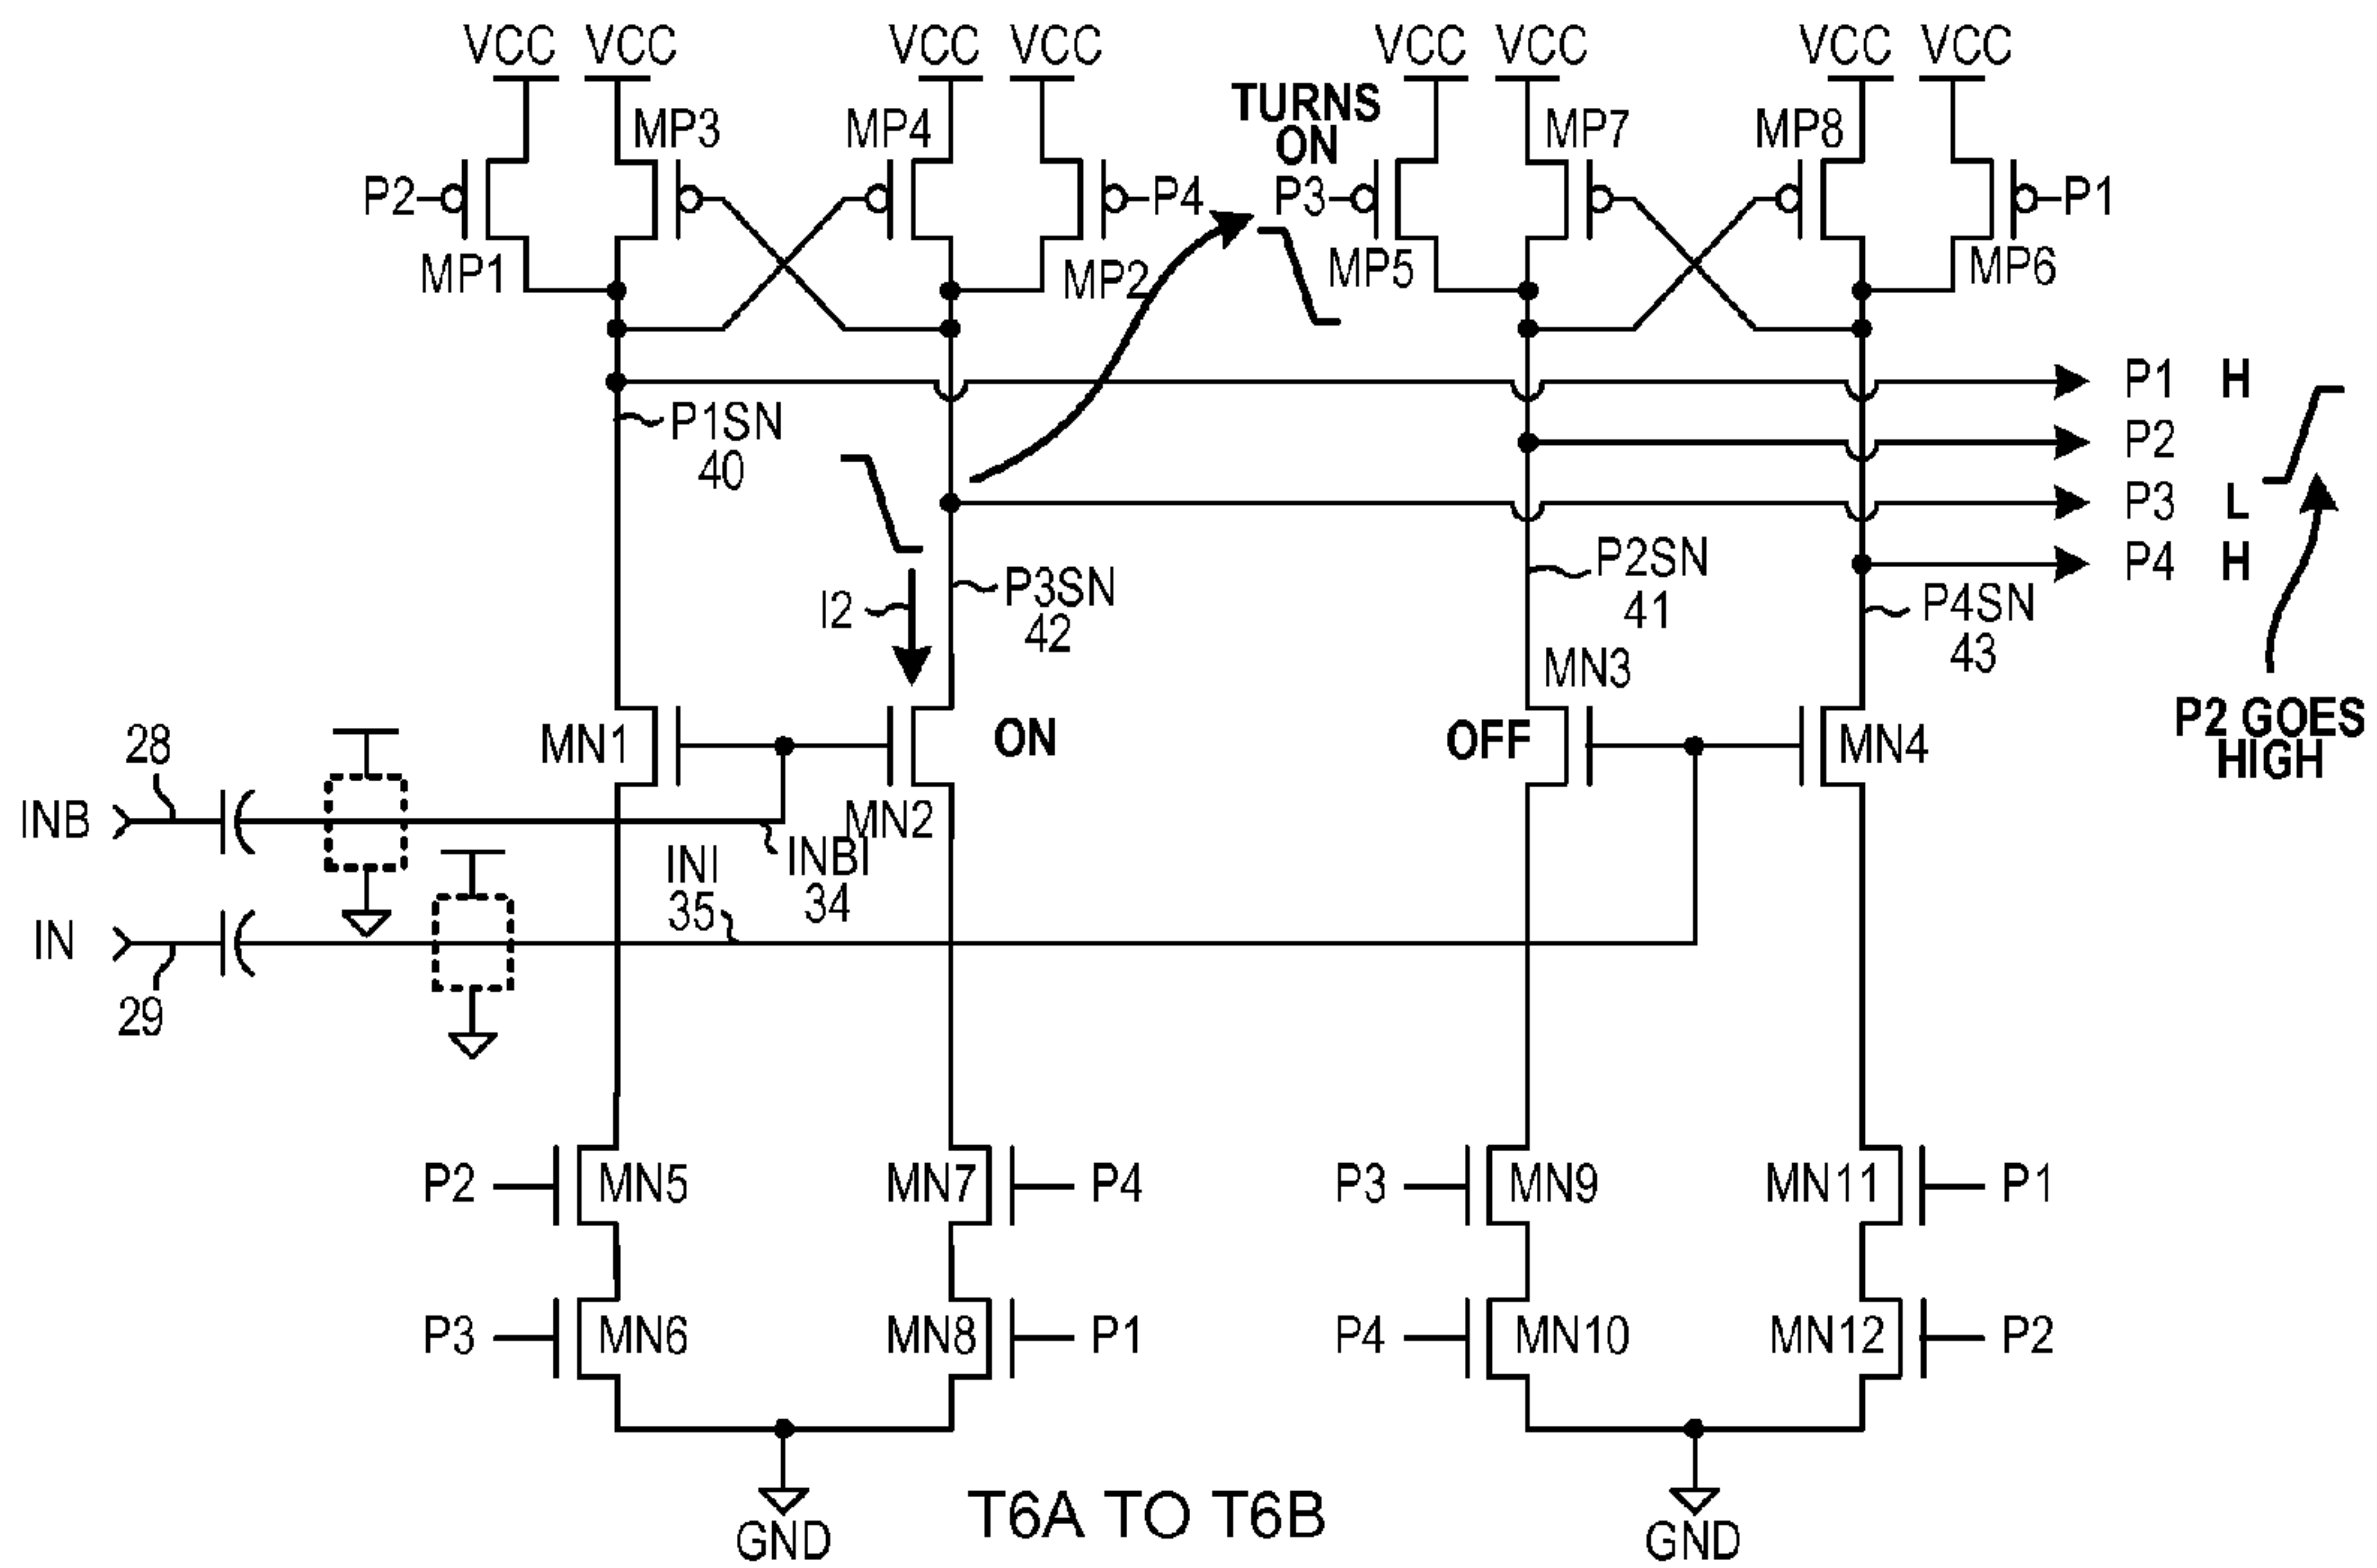 VCC VCC VCC VCC VCC VCC VCC VCC
TURNS
ON
MP3 MP4 MP7 MP8
P2 P4 P3 P1
MP1 MP2 MP5 MP6
P1 H
P1SN
40
P2
P3 L
P4 H
I2
P3SN
42
P2SN
41
P4SN
43
MN3
P2 GOES
HIGH
MN1 ON OFF MN4
28
INB
MN2
INI
35
INBI
34
IN
29
P2 MN5 MN7 P4 P3 MN9 MN11 P1
P3 MN6 MN8 P1 P4 MN10 MN12 P2
GND
T6A TO T6B
GND